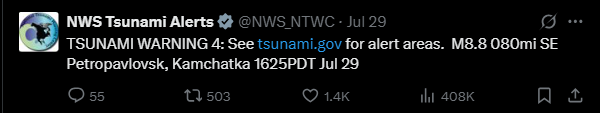 NWS Tsunami Alerts @NWS_NTWC · Jul 29
TSUNAMI WARNING 4: See tsunami.gov for alert areas. M8.8 080mi SE
Petropavlovsk, Kamchatka 1625PDT Jul 29
55 503 1.4K 408K